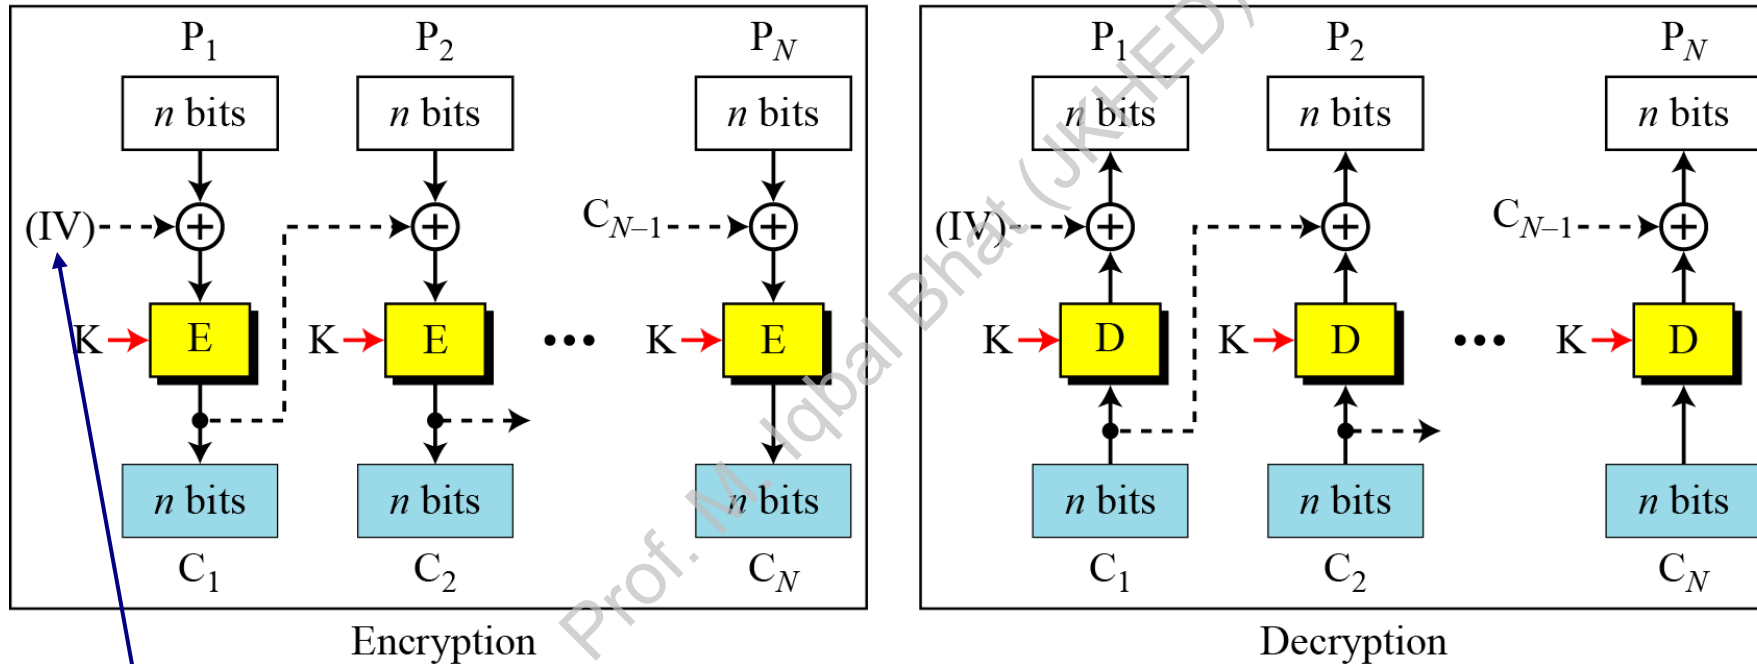 P1 P2 PN
n bits n bits n bits
(IV) + + CN–1 +
K E K E ••• K E
n bits n bits n bits
C1 C2 CN
Encryption
P1 P2 PN
n bits n bits n bits
(IV) + + CN–1 +
K D K D ••• K D
n bits n bits n bits
C1 C2 CN
Decryption
Prof. M. Iqbal Bhat (JKHED)